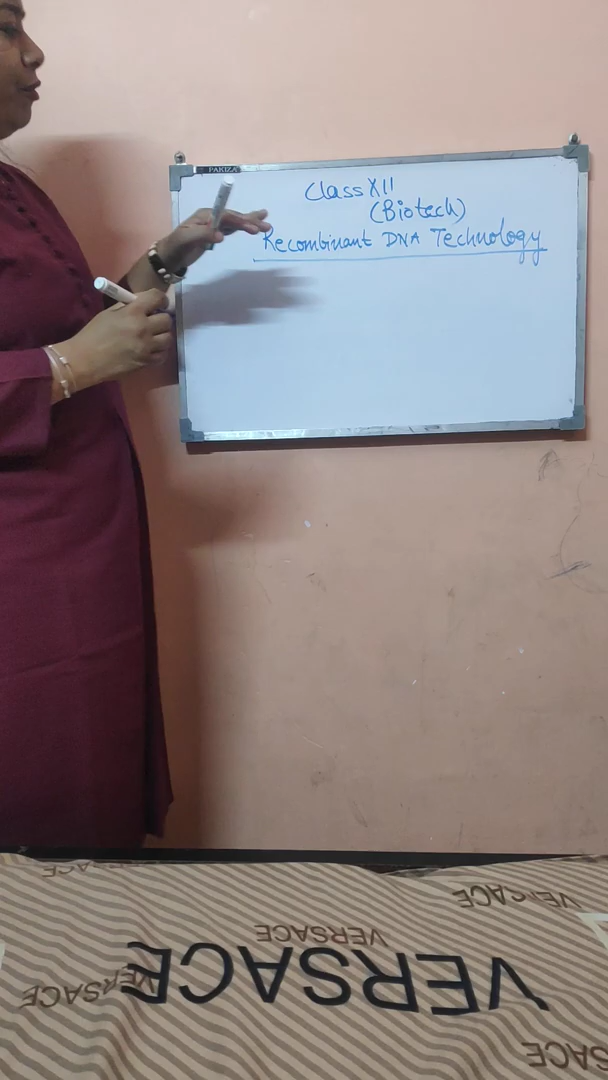 PAKIZA
Class XII
(Biotech)
Recombinant DNA Technology
VERSACE
VERSACE
VERSACE
VERSACE
VERSACE
VERSACE